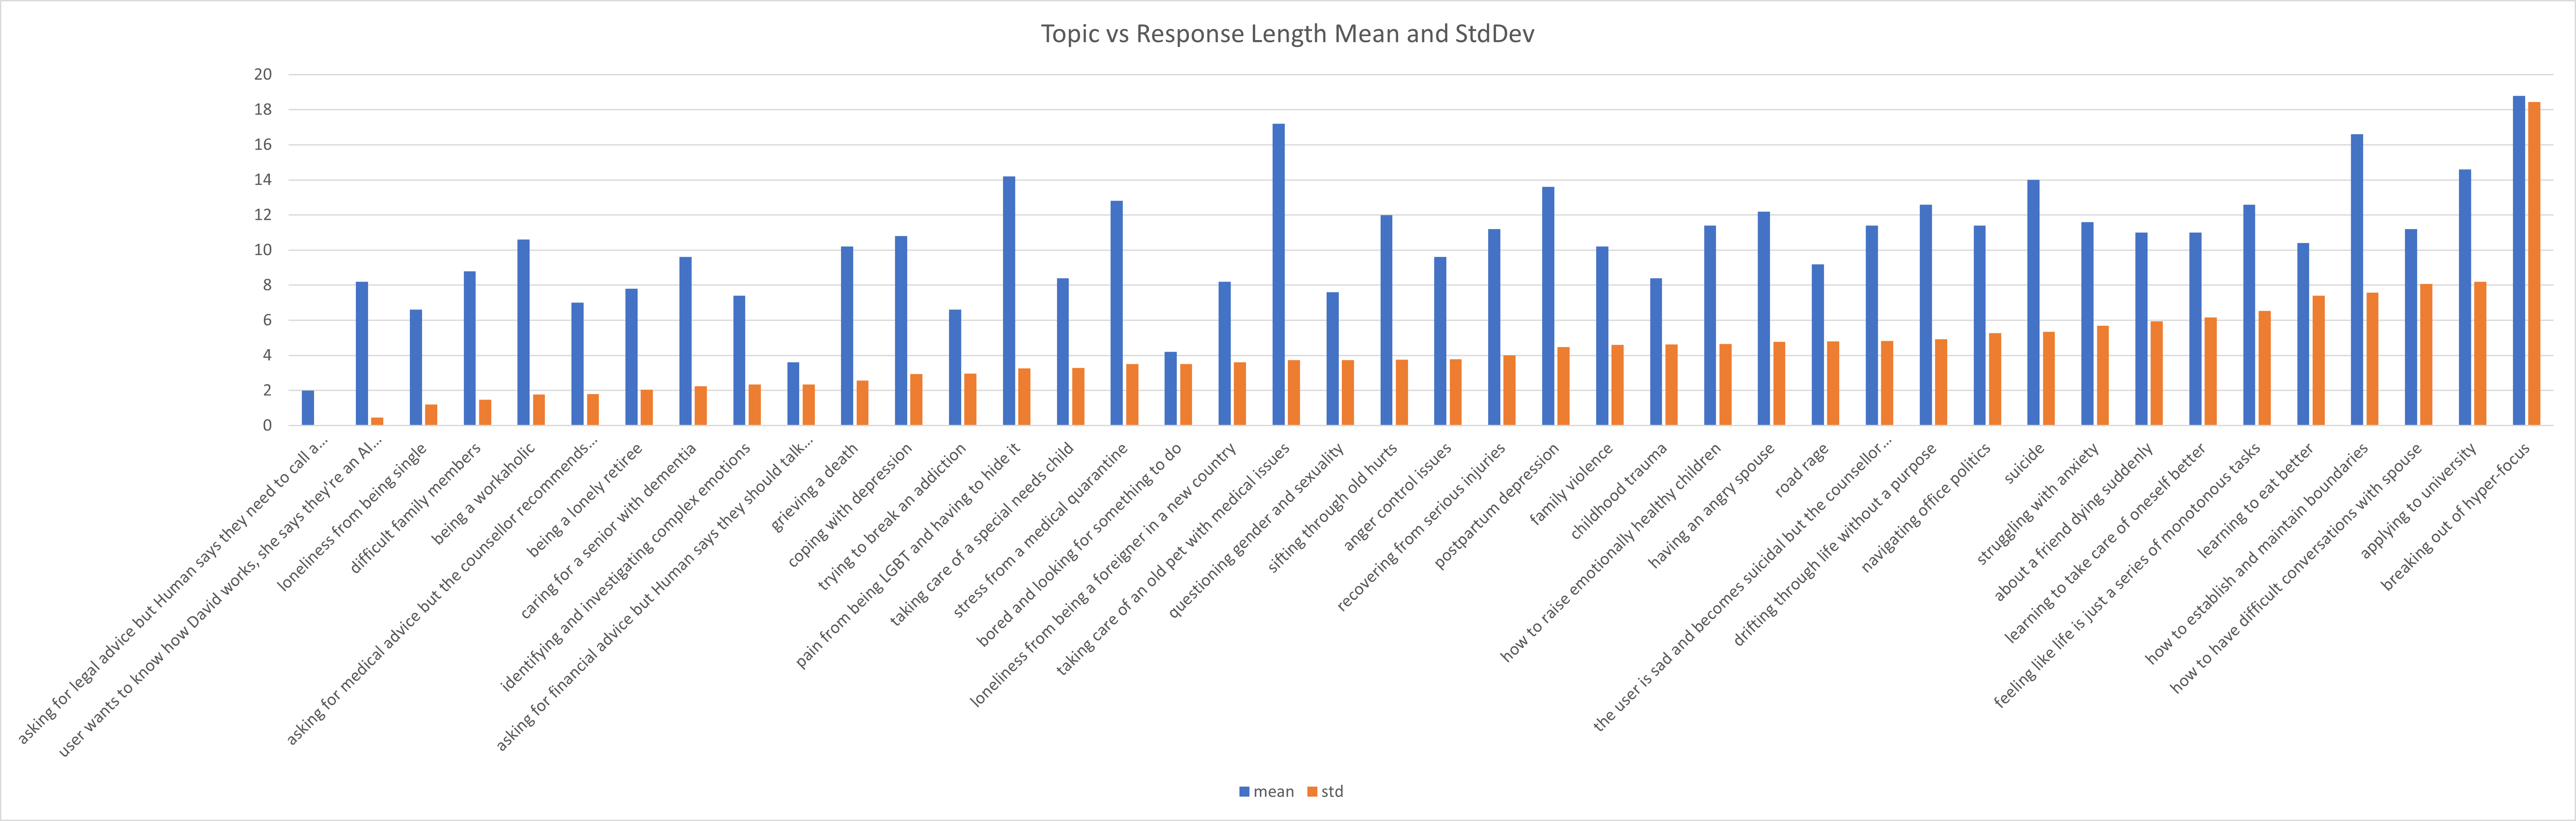 Topic vs Response Length Mean and StdDev
20
18
16
14
12
10
8
6
4
2
0
asking for legal advice but Human says they need to call a...
user wants to know how David works, she says they're an AI...
loneliness from being single
difficult family members
being a workaholic
asking for medical advice but the counsellor recommends...
being a lonely retiree
caring for a senior with dementia
identifying and investigating complex emotions
asking for financial advice but Human says they should talk...
grieving a death
coping with depression
trying to break an addiction
pain from being LGBT and having to hide it
taking care of a special needs child
stress from a medical quarantine
bored and looking for something to do
loneliness from being a foreigner in a new country
taking care of an old pet with medical issues
questioning gender and sexuality
sifting through old hurts
anger control issues
recovering from serious injuries
postpartum depression
family violence
childhood trauma
how to raise emotionally healthy children
having an angry spouse
road rage
the user is sad and becomes suicidal but the counsellor...
drifting through life without a purpose
navigating office politics
suicide
struggling with anxiety
about a friend dying suddenly
learning to take care of oneself better
feeling like life is just a series of monotonous tasks
learning to eat better
how to establish and maintain boundaries
how to have difficult conversations with spouse
applying to university
breaking out of hyper-focus
mean
std